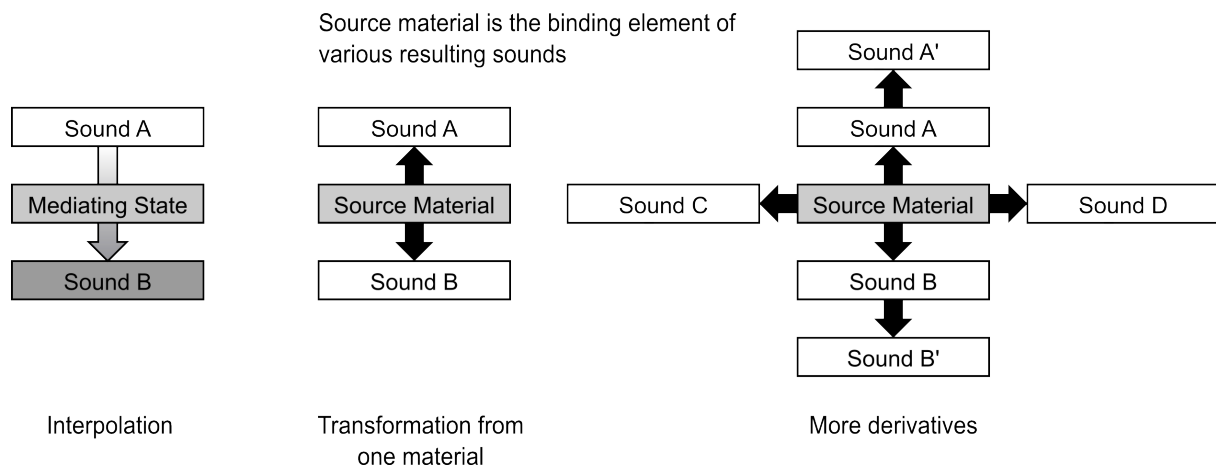 Source material is the binding element of
various resulting sounds
Sound A
Mediating State
Sound B
Interpolation
Sound A
Source Material
Sound B
Transformation from
one material
Sound A'
Sound A
Sound C
Source Material
Sound D
Sound B
Sound B'
More derivatives